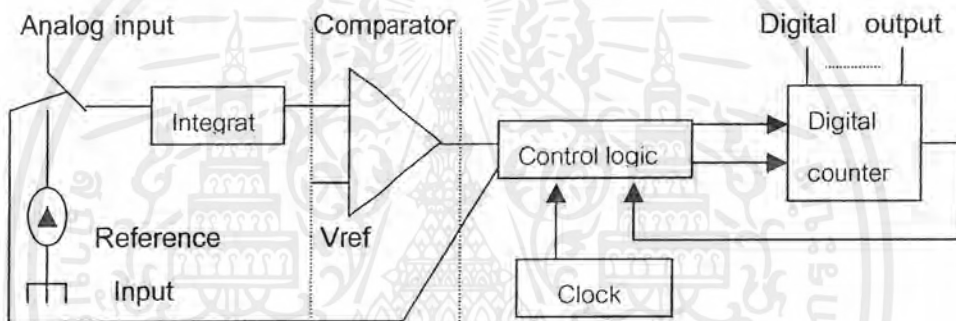 Analog input
Comparator
Digital output
Integrat
Digital
counter
Control logic
Reference
Input
Vref
Clock